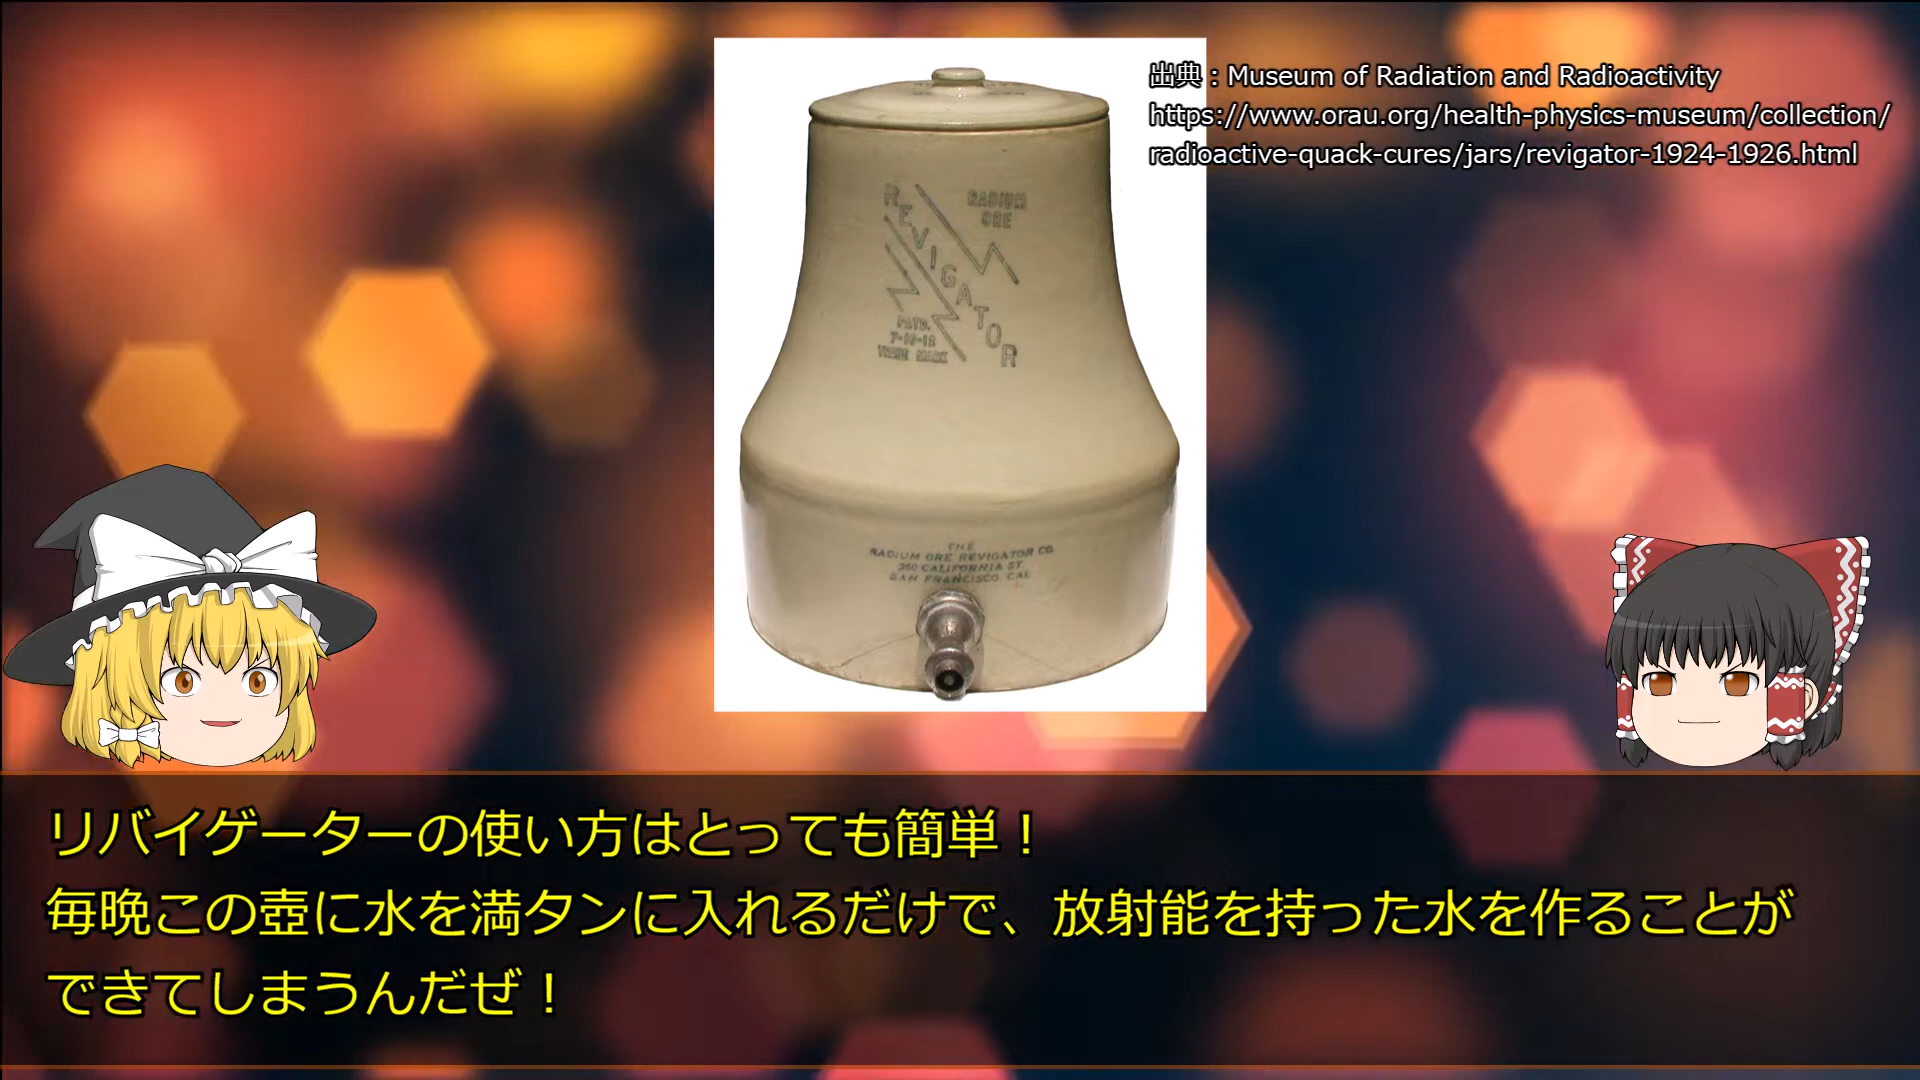 出典：Museum of Radiation and Radioactivity
https://www.orau.org/health-physics-museum/collection/
radioactive-quack-cures/jars/revigator-1924-1926.html
REVIGATOR
RADIUM
ORE
PATD.
7-16-12
TRADE MARK
THE
RADIUM ORE REVIGATOR CO.
260 CALIFORNIA ST.
SAN FRANCISCO, CAL.
リバイゲーターの使い方はとっても簡単！
毎晩この壺に水を満タンに入れるだけで、放射能を持った水を作ることが
できてしまうんだぜ！